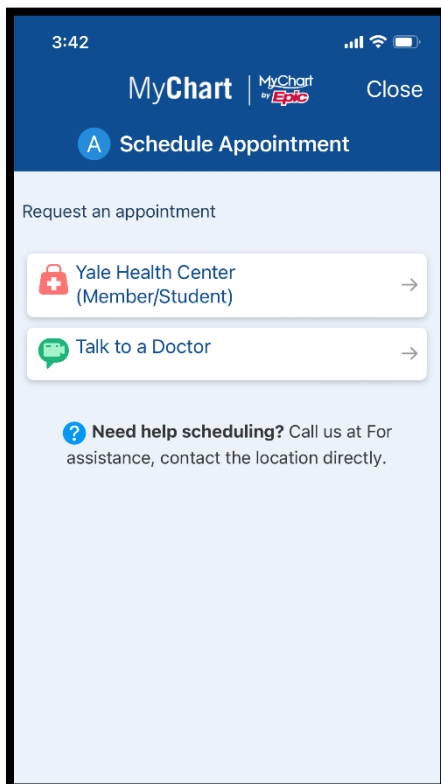 3:42
MyChart MyChart by Epic Close
A Schedule Appointment
Request an appointment
Yale Health Center
(Member/Student)
Talk to a Doctor
? Need help scheduling? Call us at For
assistance, contact the location directly.